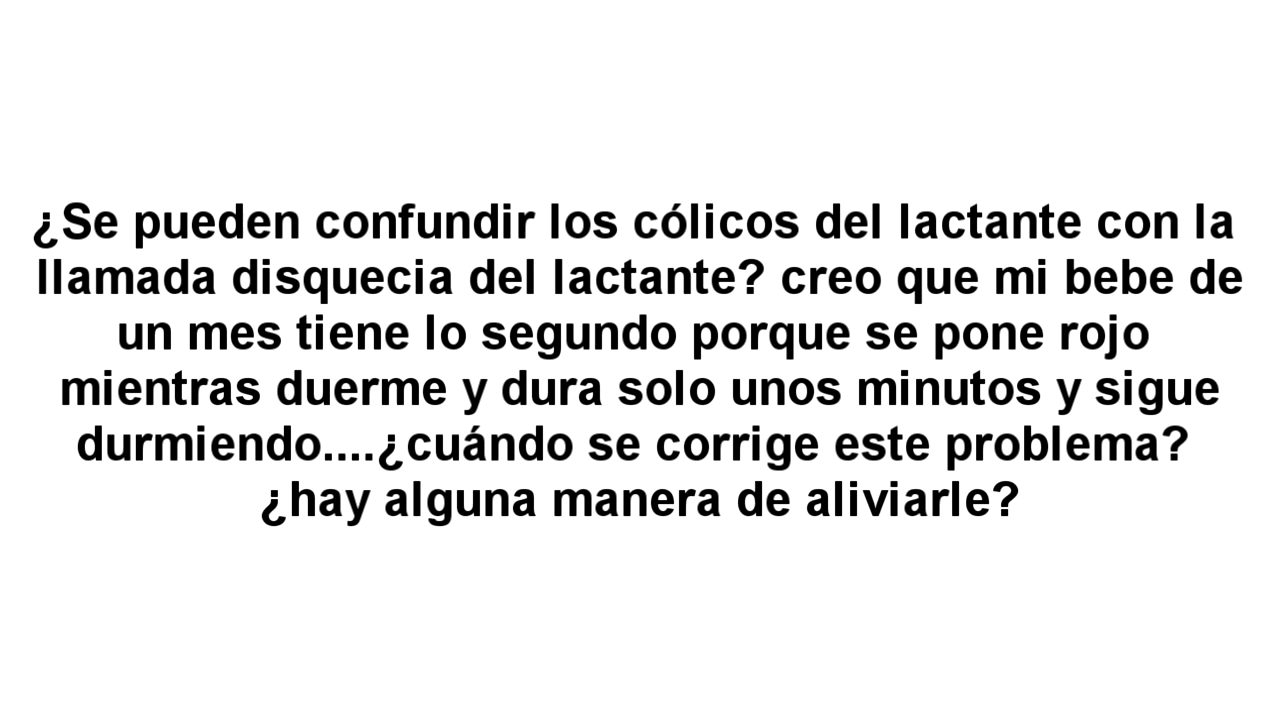 ¿Se pueden confundir los cólicos del lactante con la
llamada disquecia del lactante? creo que mi bebe de
un mes tiene lo segundo porque se pone rojo
mientras duerme y dura solo unos minutos y sigue
durmiendo....¿cuándo se corrige este problema?
¿hay alguna manera de aliviarle?